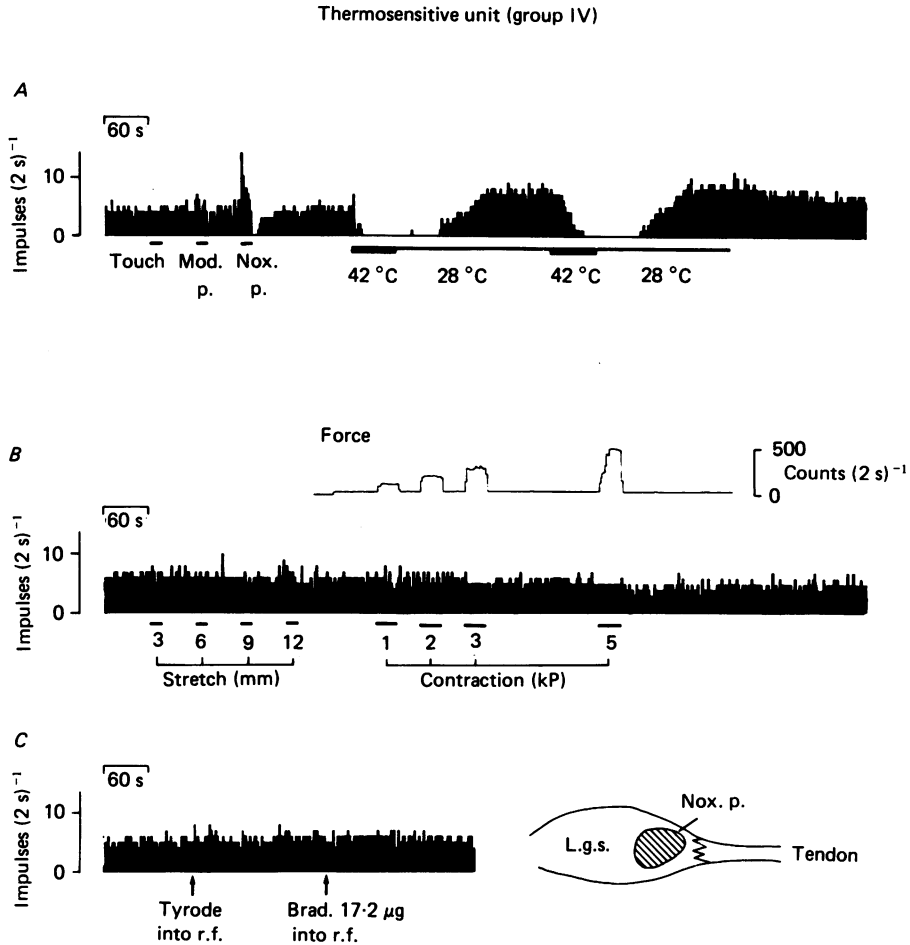 Thermosensitive unit (group IV)
A
60 s
Impulses (2 s)⁻¹
10
0
Touch Mod. p. Nox. p.
42 °C 28 °C 42 °C 28 °C
B
Force
500
Counts (2 s)⁻¹
0
60 s
Impulses (2 s)⁻¹
10
0
3 6 9 12 1 2 3 5
Stretch (mm) Contraction (kP)
C
60 s
Impulses (2 s)⁻¹
10
0
Tyrode into r.f.
Brad. 17·2 μg into r.f.
Nox. p.
L.g.s.
Tendon